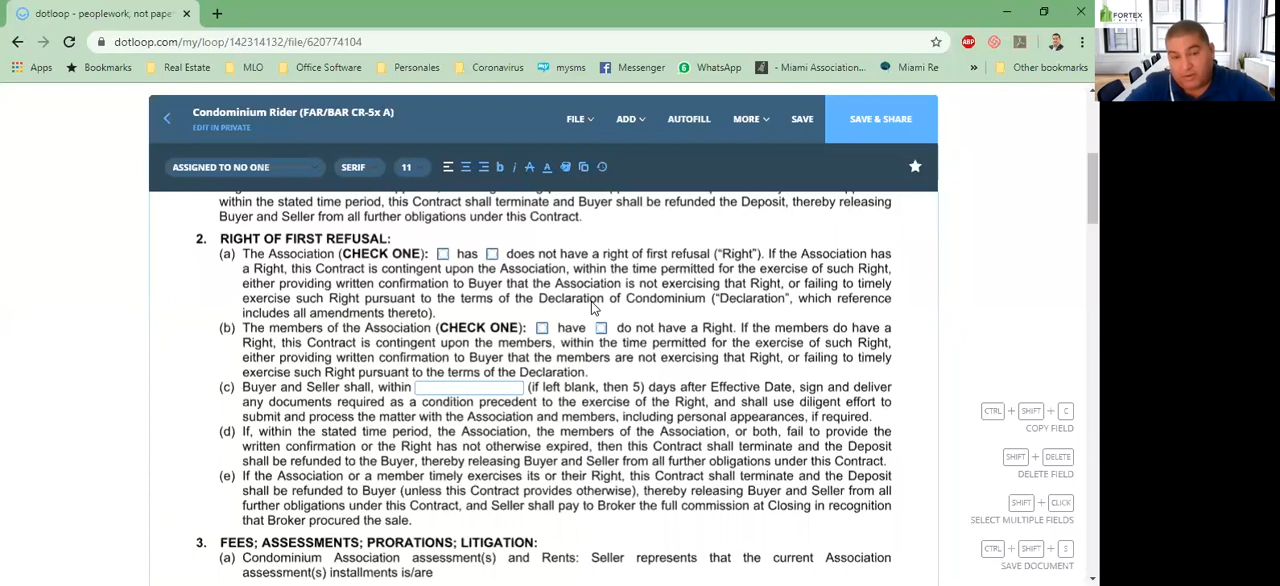 dotloop - peoplework, not pape
dotloop.com/my/loop/142314132/file/620774104
ABP
Apps Bookmarks Real Estate MLO Office Software Personales Coronavirus mysms Messenger WhatsApp - Miami Association... Miami Re » Other bookmarks
FORTEX
Condominium Rider (FAR/BAR CR-5x A)
EDIT IN PRIVATE
FILE ADD AUTOFILL MORE SAVE SAVE & SHARE
ASSIGNED TO NO ONE SERIF 11 b i A A
within the stated time period, this Contract shall terminate and Buyer shall be refunded the Deposit, thereby releasing
Buyer and Seller from all further obligations under this Contract.
2. RIGHT OF FIRST REFUSAL:
(a) The Association (CHECK ONE): has does not have a right of first refusal (“Right”). If the Association has
a Right, this Contract is contingent upon the Association, within the time permitted for the exercise of such Right,
either providing written confirmation to Buyer that the Association is not exercising that Right, or failing to timely
exercise such Right pursuant to the terms of the Declaration of Condominium (“Declaration”, which reference
includes all amendments thereto).
(b) The members of the Association (CHECK ONE): have do not have a Right. If the members do have a
Right, this Contract is contingent upon the members, within the time permitted for the exercise of such Right,
either providing written confirmation to Buyer that the members are not exercising that Right, or failing to timely
exercise such Right pursuant to the terms of the Declaration.
(c) Buyer and Seller shall, within (if left blank, then 5) days after Effective Date, sign and deliver
any documents required as a condition precedent to the exercise of the Right, and shall use diligent effort to
submit and process the matter with the Association and members, including personal appearances, if required.
(d) If, within the stated time period, the Association, the members of the Association, or both, fail to provide the
written confirmation or the Right has not otherwise expired, then this Contract shall terminate and the Deposit
shall be refunded to the Buyer, thereby releasing Buyer and Seller from all further obligations under this Contract.
(e) If the Association or a member timely exercises its or their Right, this Contract shall terminate and the Deposit
shall be refunded to Buyer (unless this Contract provides otherwise), thereby releasing Buyer and Seller from all
further obligations under this Contract, and Seller shall pay to Broker the full commission at Closing in recognition
that Broker procured the sale.
3. FEES; ASSESSMENTS; PRORATIONS; LITIGATION:
(a) Condominium Association assessment(s) and Rents: Seller represents that the current Association
assessment(s) installments is/are
CTRL + SHIFT + C
COPY FIELD
SHIFT + DELETE
DELETE FIELD
SHIFT + CLICK
SELECT MULTIPLE FIELDS
CTRL + SHIFT + S
SAVE DOCUMENT